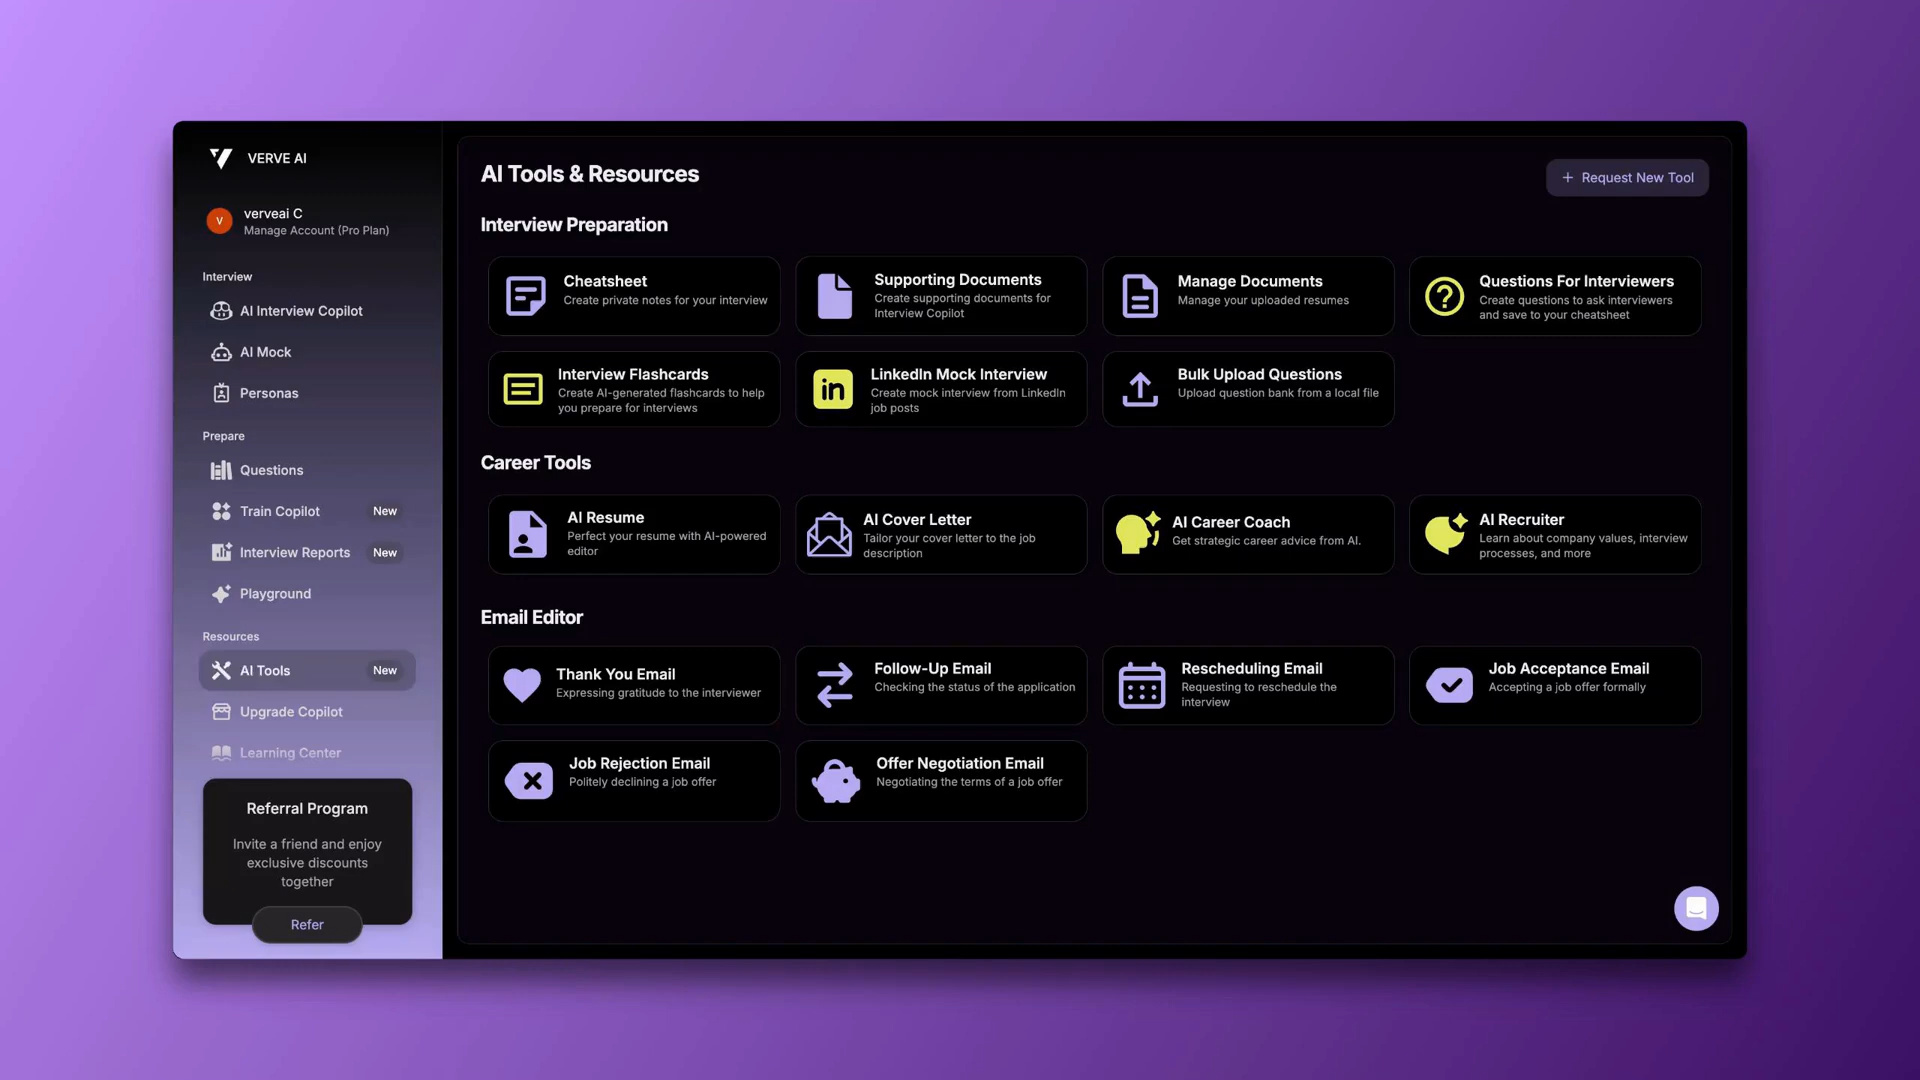 VERVE AI
V
verveai C
Manage Account (Pro Plan)
Interview
AI Interview Copilot
AI Mock
Personas
Prepare
Questions
Train Copilot New
Interview Reports New
Playground
Resources
AI Tools New
Upgrade Copilot
Learning Center
Referral Program
Invite a friend and enjoy
exclusive discounts
together
Refer
AI Tools & Resources
+ Request New Tool
Interview Preparation
Cheatsheet
Create private notes for your interview
Supporting Documents
Create supporting documents for
Interview Copilot
Manage Documents
Manage your uploaded resumes
?
Questions For Interviewers
Create questions to ask interviewers
and save to your cheatsheet
Interview Flashcards
Create AI-generated flashcards to help
you prepare for interviews
in
LinkedIn Mock Interview
Create mock interview from LinkedIn
job posts
Bulk Upload Questions
Upload question bank from a local file
Career Tools
AI Resume
Perfect your resume with AI-powered
editor
AI Cover Letter
Tailor your cover letter to the job
description
AI Career Coach
Get strategic career advice from AI.
AI Recruiter
Learn about company values, interview
processes, and more
Email Editor
Thank You Email
Expressing gratitude to the interviewer
Follow-Up Email
Checking the status of the application
Rescheduling Email
Requesting to reschedule the
interview
Job Acceptance Email
Accepting a job offer formally
Job Rejection Email
Politely declining a job offer
Offer Negotiation Email
Negotiating the terms of a job offer